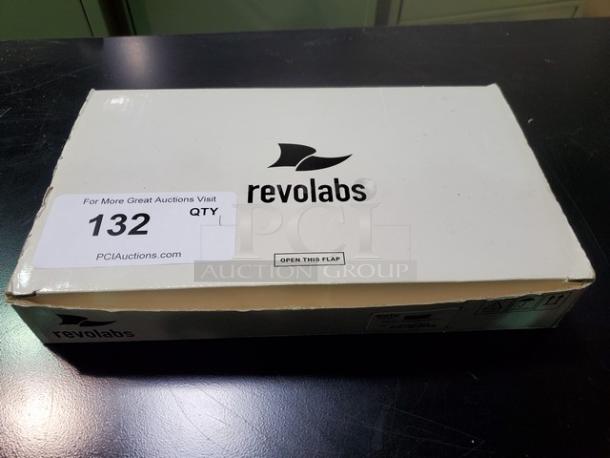 revolabs
For More Great Auctions Visit
132
QTY
PCIAuctions.com
PCI
AUCTION GROUP
OPEN THIS FLAP
revolabs